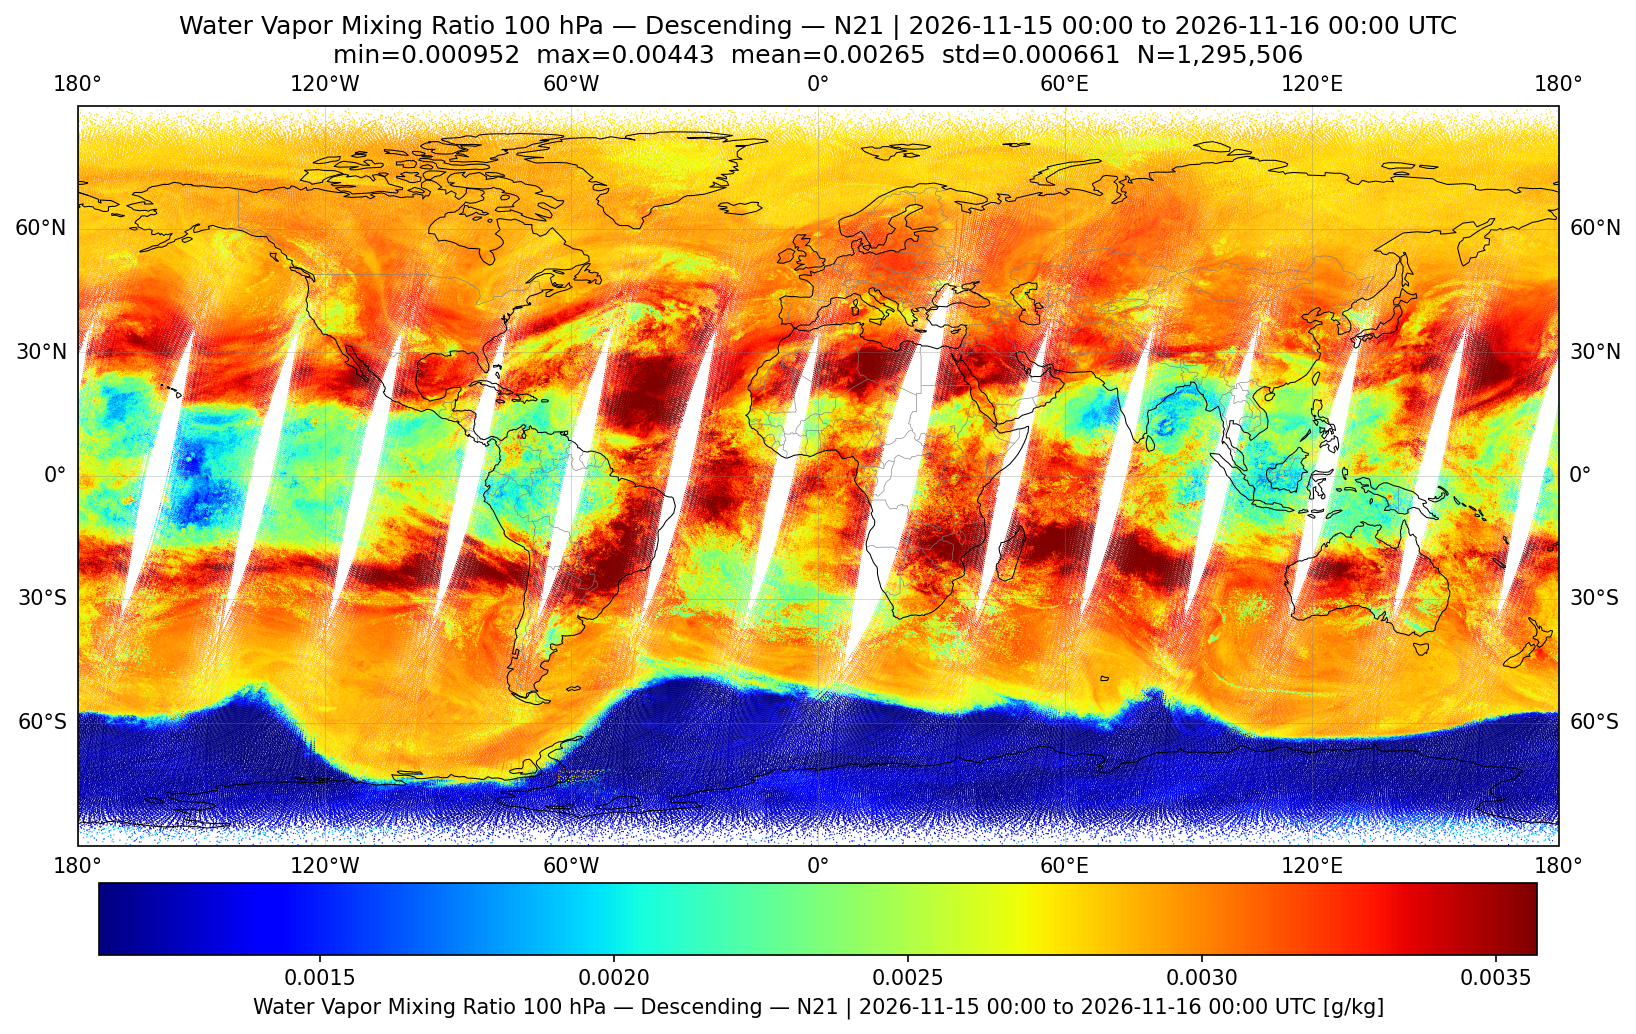 Water Vapor Mixing Ratio 100 hPa — Descending — N21 | 2026-11-15 00:00 to 2026-11-16 00:00 UTC
min=0.000952 max=0.00443 mean=0.00265 std=0.000661 N=1,295,506
180° 120°W 60°W 0° 60°E 120°E 180°
60°N 60°N
30°N 30°N
0° 0°
30°S 30°S
60°S 60°S
180° 120°W 60°W 0° 60°E 120°E 180°
0.0015 0.0020 0.0025 0.0030 0.0035
Water Vapor Mixing Ratio 100 hPa — Descending — N21 | 2026-11-15 00:00 to 2026-11-16 00:00 UTC [g/kg]